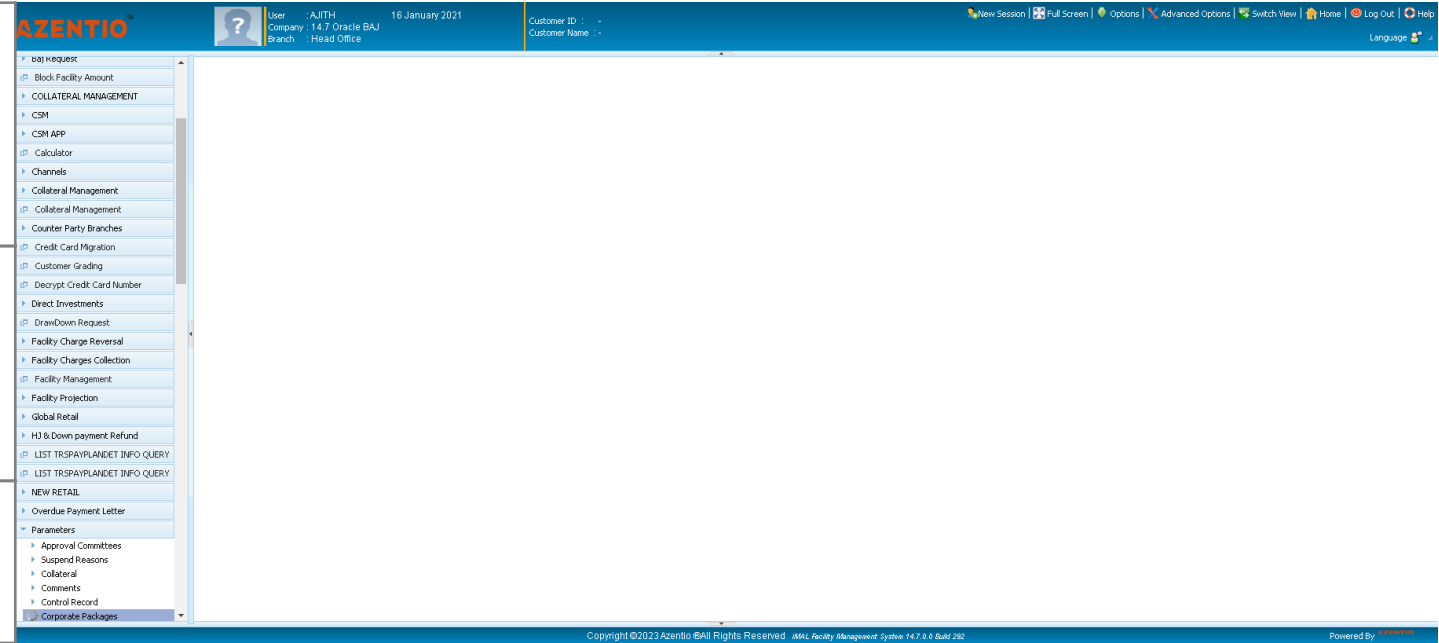 AZENTIO™
User : AJITH 16 January 2021
Company : 14.7 Oracle BAJ
Branch : Head Office
Customer ID : -
Customer Name : -
New Session | Full Screen | Options | Advanced Options | Switch View | Home | Log Out | Help
Language
Baj Request
Block Facility Amount
COLLATERAL MANAGEMENT
CSM
CSM APP
Calculator
Channels
Collateral Management
Collateral Management
Counter Party Branches
Credit Card Migration
Customer Grading
Decrypt Credit Card Number
Direct Investments
DrawDown Request
Facility Charge Reversal
Facility Charges Collection
Facility Management
Facility Projection
Global Retail
HJ & Down payment Refund
LIST TRSPAYPLANDET INFO QUERY
LIST TRSPAYPLANDET INFO QUERY
NEW RETAIL
Overdue Payment Letter
Parameters
Approval Committees
Suspend Reasons
Collateral
Comments
Control Record
Corporate Packages
Copyright ©2023 Azentio ®All Rights Reserved iMAL Facility Management System 14.7.0.0 Build 292
Powered By AZENTIO